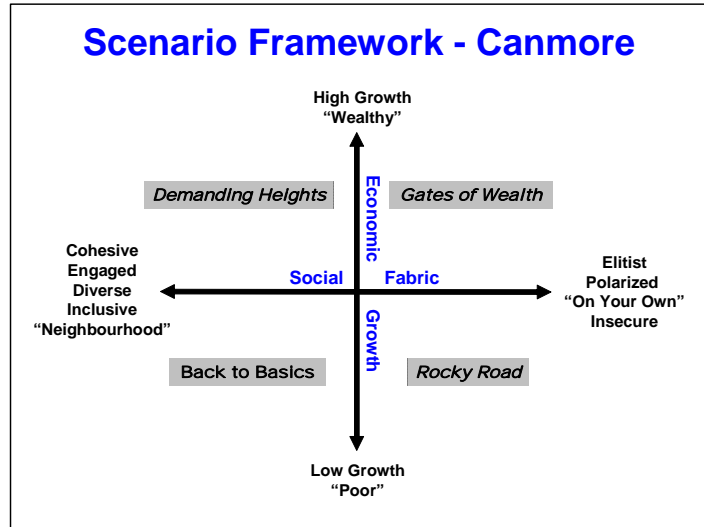 Scenario Framework - Canmore
High Growth
“Wealthy”
Demanding Heights
Economic
Gates of Wealth
Cohesive
Engaged
Diverse
Inclusive
“Neighbourhood”
Social
Fabric
Elitist
Polarized
“On Your Own”
Insecure
Growth
Back to Basics
Rocky Road
Low Growth
“Poor”